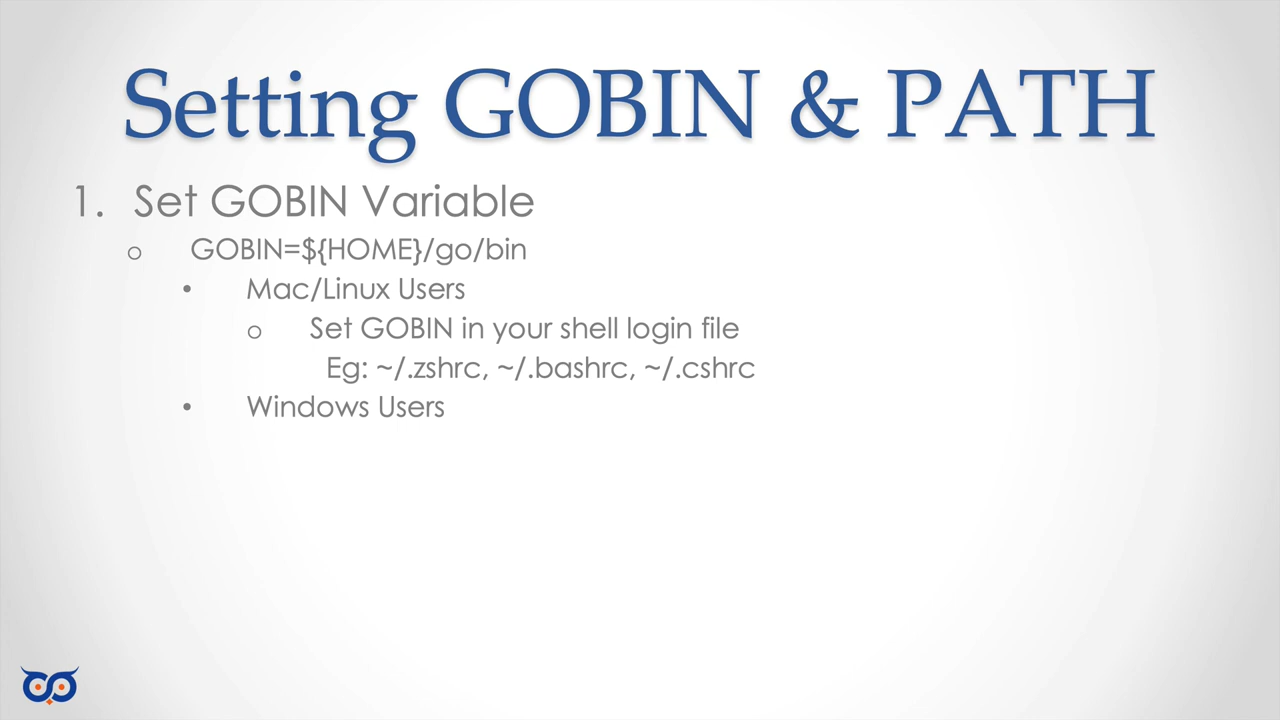 Setting GOBIN & PATH
1. Set GOBIN Variable
o GOBIN=${HOME}/go/bin
• Mac/Linux Users
o Set GOBIN in your shell login file
Eg: ~/.zshrc, ~/.bashrc, ~/.cshrc
• Windows Users